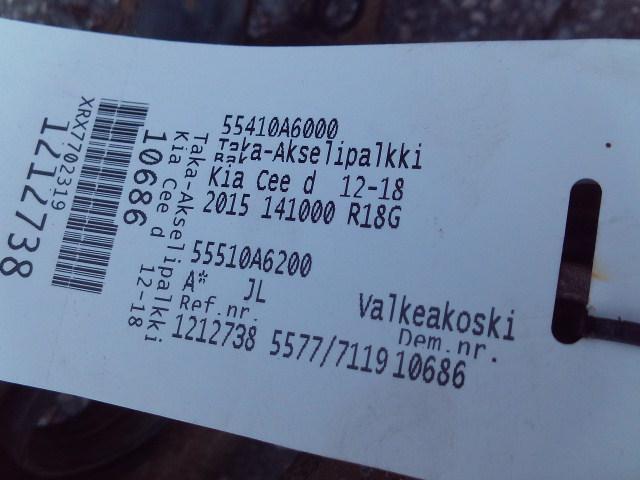 55410A6000
Taka-Akselipalkki
Kia Cee d 12-18
2015 141000 R18G
55510A6200
A* JL
Valkeakoski
Ref.nr. Dem.nr.
1212738 5577/7119 10686
Taka-Akselipalkki
Kia Cee d 12-18
10686
XRX7702319
1212738